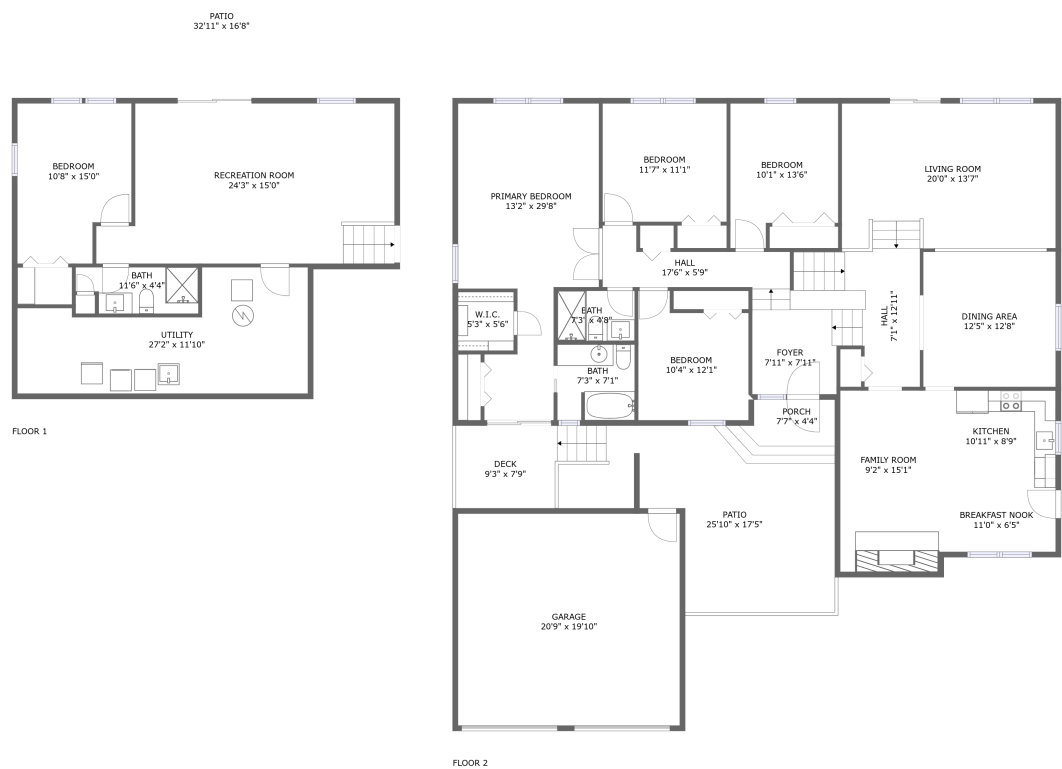 PATIO
32'11" x 16'8"
BEDROOM
10'8" x 15'0"
RECREATION ROOM
24'3" x 15'0"
BATH
11'6" x 4'4"
UTILITY
27'2" x 11'10"
FLOOR 1
PRIMARY BEDROOM
13'2" x 29'8"
BEDROOM
11'7" x 11'1"
BEDROOM
10'1" x 13'6"
LIVING ROOM
20'0" x 13'7"
HALL
17'6" x 5'9"
W.I.C.
5'3" x 5'6"
BATH
7'3" x 4'8"
BATH
7'3" x 7'1"
BEDROOM
10'4" x 12'1"
FOYER
7'11" x 7'11"
HALL
7'1" x 12'11"
DINING AREA
12'5" x 12'8"
PORCH
7'7" x 4'4"
KITCHEN
10'11" x 8'9"
FAMILY ROOM
9'2" x 15'1"
DECK
9'3" x 7'9"
PATIO
25'10" x 17'5"
BREAKFAST NOOK
11'0" x 6'5"
GARAGE
20'9" x 19'10"
FLOOR 2